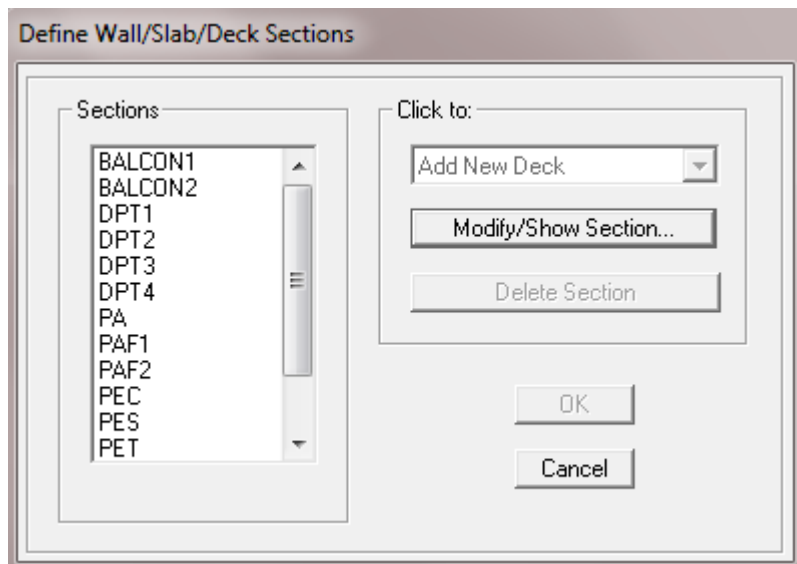 Define Wall/Slab/Deck Sections
Sections
BALCON1
BALCON2
DPT1
DPT2
DPT3
DPT4
PA
PAF1
PAF2
PEC
PES
PET
Click to:
Add New Deck
Modify/Show Section...
Delete Section
OK
Cancel